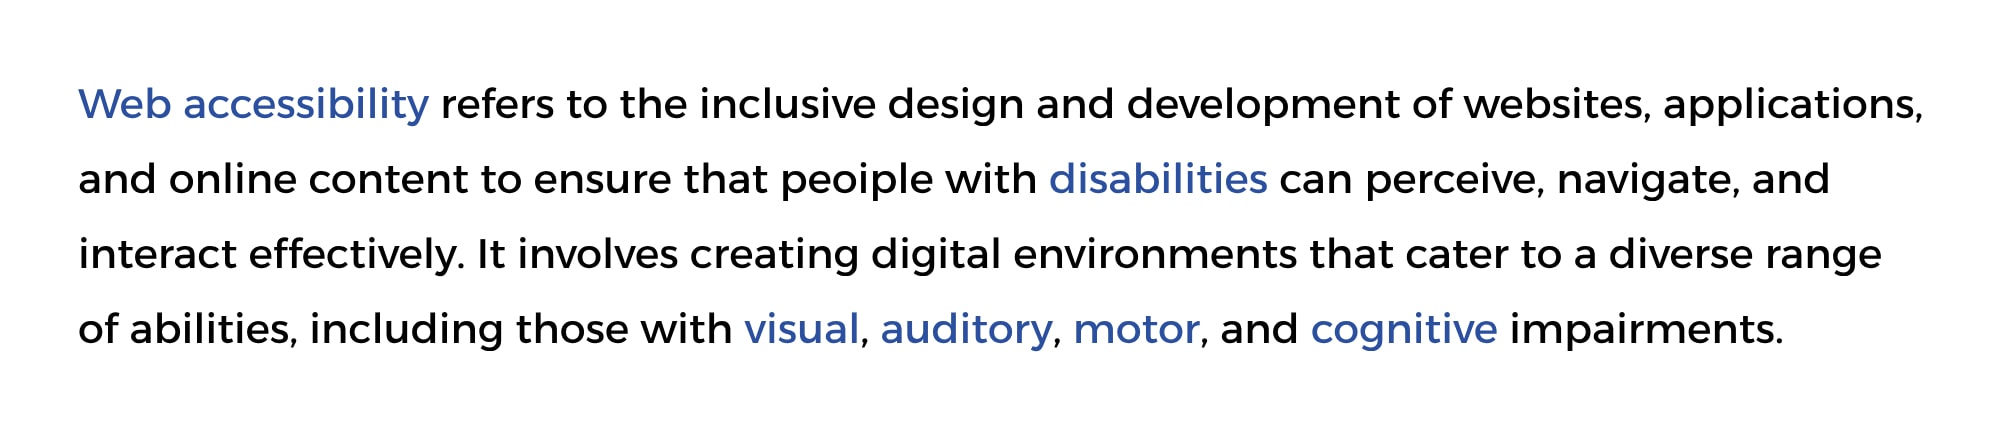 Web accessibility refers to the inclusive design and development of websites, applications,
and online content to ensure that peoiple with disabilities can perceive, navigate, and
interact effectively. It involves creating digital environments that cater to a diverse range
of abilities, including those with visual, auditory, motor, and cognitive impairments.